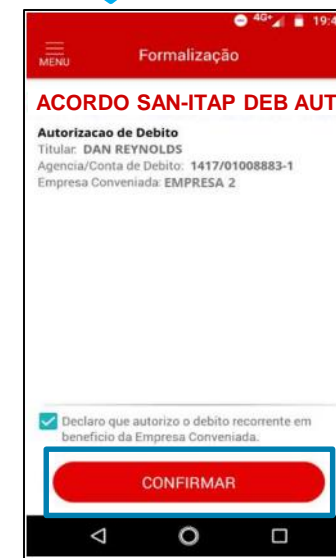 4G+ 19:4
MENU
Formalização
ACORDO SAN-ITAP DEB AUT
Autorizacao de Debito
Titular: DAN REYNOLDS
Agencia/Conta de Debito: 1417/01008883-1
Empresa Conveniada: EMPRESA 2
Declaro que autorizo o debito recorrente em
beneficio da Empresa Conveniada.
CONFIRMAR